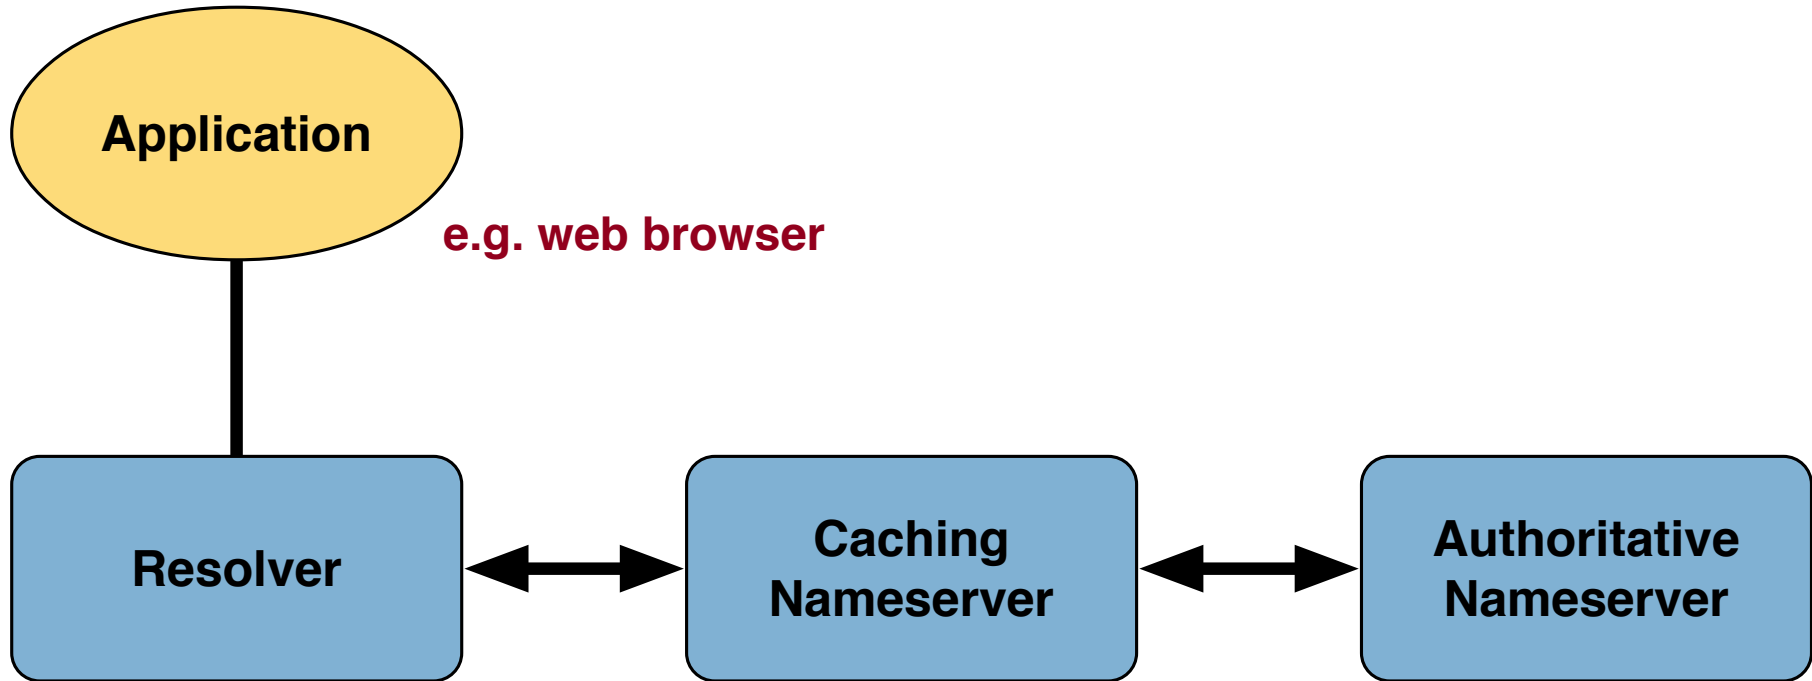 Application
e.g. web browser
Resolver
Caching
Nameserver
Authoritative
Nameserver